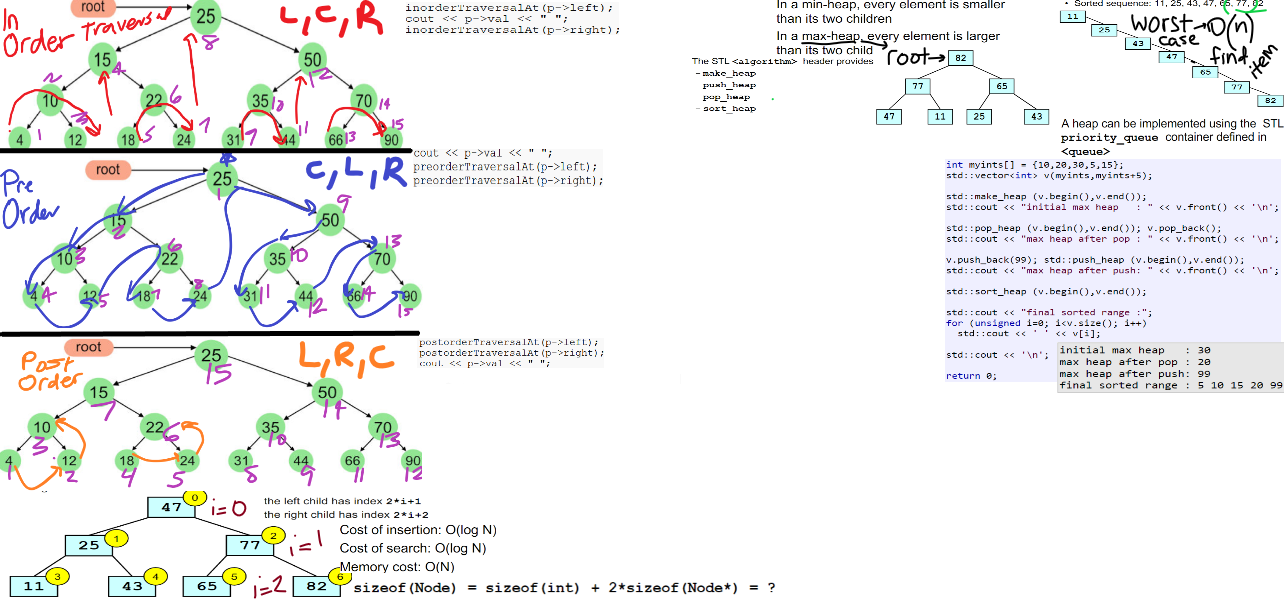 In
Order Traversal
root
L, C, R
25
8
15
4
50
12
2
10
3
22
6
35
10
70
14
4
1
12
18
5
24
7
31
7
44
11
66
13
90
15
inorderTraversalAt(p->left);
cout << p->val << " ";
inorderTraversalAt(p->right);
Pre
Order
root
C, L, R
25
1
15
2
50
9
10
3
22
6
35
10
70
13
4
4
12
5
18
7
24
8
31
11
44
12
66
14
90
15
cout << p->val << " ";
preorderTraversalAt(p->left);
preorderTraversalAt(p->right);
Post
Order
root
L, R, C
25
15
15
7
50
14
10
3
22
6
35
10
70
13
4
1
12
2
18
4
24
5
31
8
44
9
66
11
90
12
postorderTraversalAt(p->left);
postorderTraversalAt(p->right);
cout << p->val << " ";
47
0
i=0
25
1
77
2
i=1
11
3
43
4
65
5
i=2
82
6
the left child has index 2*i+1
the right child has index 2*i+2
Cost of insertion: O(log N)
Cost of search: O(log N)
Memory cost: O(N)
sizeof(Node) = sizeof(int) + 2*sizeof(Node*) = ?
In a min-heap, every element is smaller
than its two children
In a max-heap, every element is larger
than its two child
The STL <algorithm> header provides
- make_heap
push_heap
pop_heap
- sort_heap
root→
82
77
65
47
11
25
43
• Sorted sequence: 11, 25, 43, 47, 65, 77, 82
11
25
43
47
65
77
82
worst → O(n)
case
find
item
A heap can be implemented using the STL
priority_queue container defined in
<queue>
int myints[] = {10,20,30,5,15};
std::vector<int> v(myints,myints+5);
std::make_heap (v.begin(),v.end());
std::cout << "initial max heap   : " << v.front() << '\n';
std::pop_heap (v.begin(),v.end()); v.pop_back();
std::cout << "max heap after pop : " << v.front() << '\n';
v.push_back(99); std::push_heap (v.begin(),v.end());
std::cout << "max heap after push: " << v.front() << '\n';
std::sort_heap (v.begin(),v.end());
std::cout << "final sorted range :";
for (unsigned i=0; i<v.size(); i++)
std::cout << ' ' << v[i];
std::cout << '\n';
return 0;
initial max heap   : 30
max heap after pop : 20
max heap after push: 99
final sorted range : 5 10 15 20 99